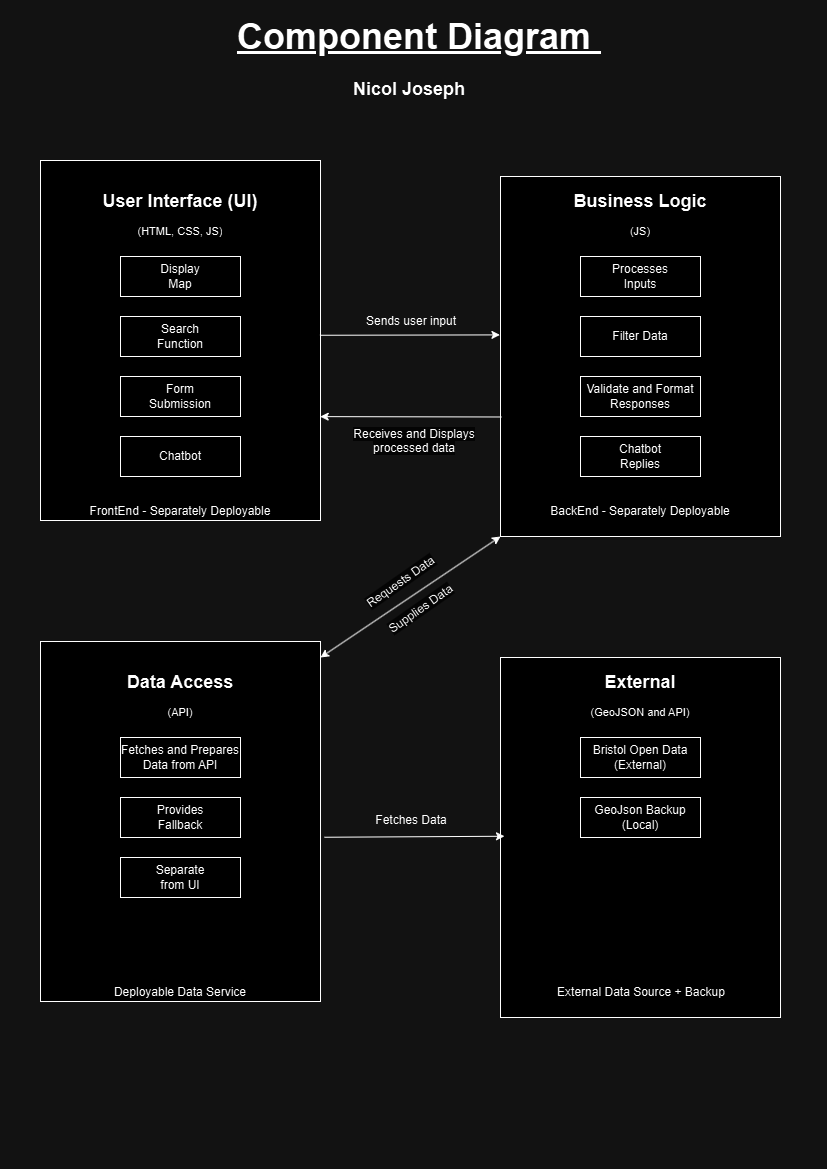 Component Diagram
Nicol Joseph
User Interface (UI)
(HTML, CSS, JS)
Display
Map
Search
Function
Form
Submission
Chatbot
FrontEnd - Separately Deployable
Sends user input
Receives and Displays
processed data
Business Logic
(JS)
Processes
Inputs
Filter Data
Validate and Format
Responses
Chatbot
Replies
BackEnd - Separately Deployable
Requests Data
Supplies Data
Data Access
(API)
Fetches and Prepares
Data from API
Provides
Fallback
Separate
from UI
Deployable Data Service
Fetches Data
External
(GeoJSON and API)
Bristol Open Data
(External)
GeoJson Backup
(Local)
External Data Source + Backup